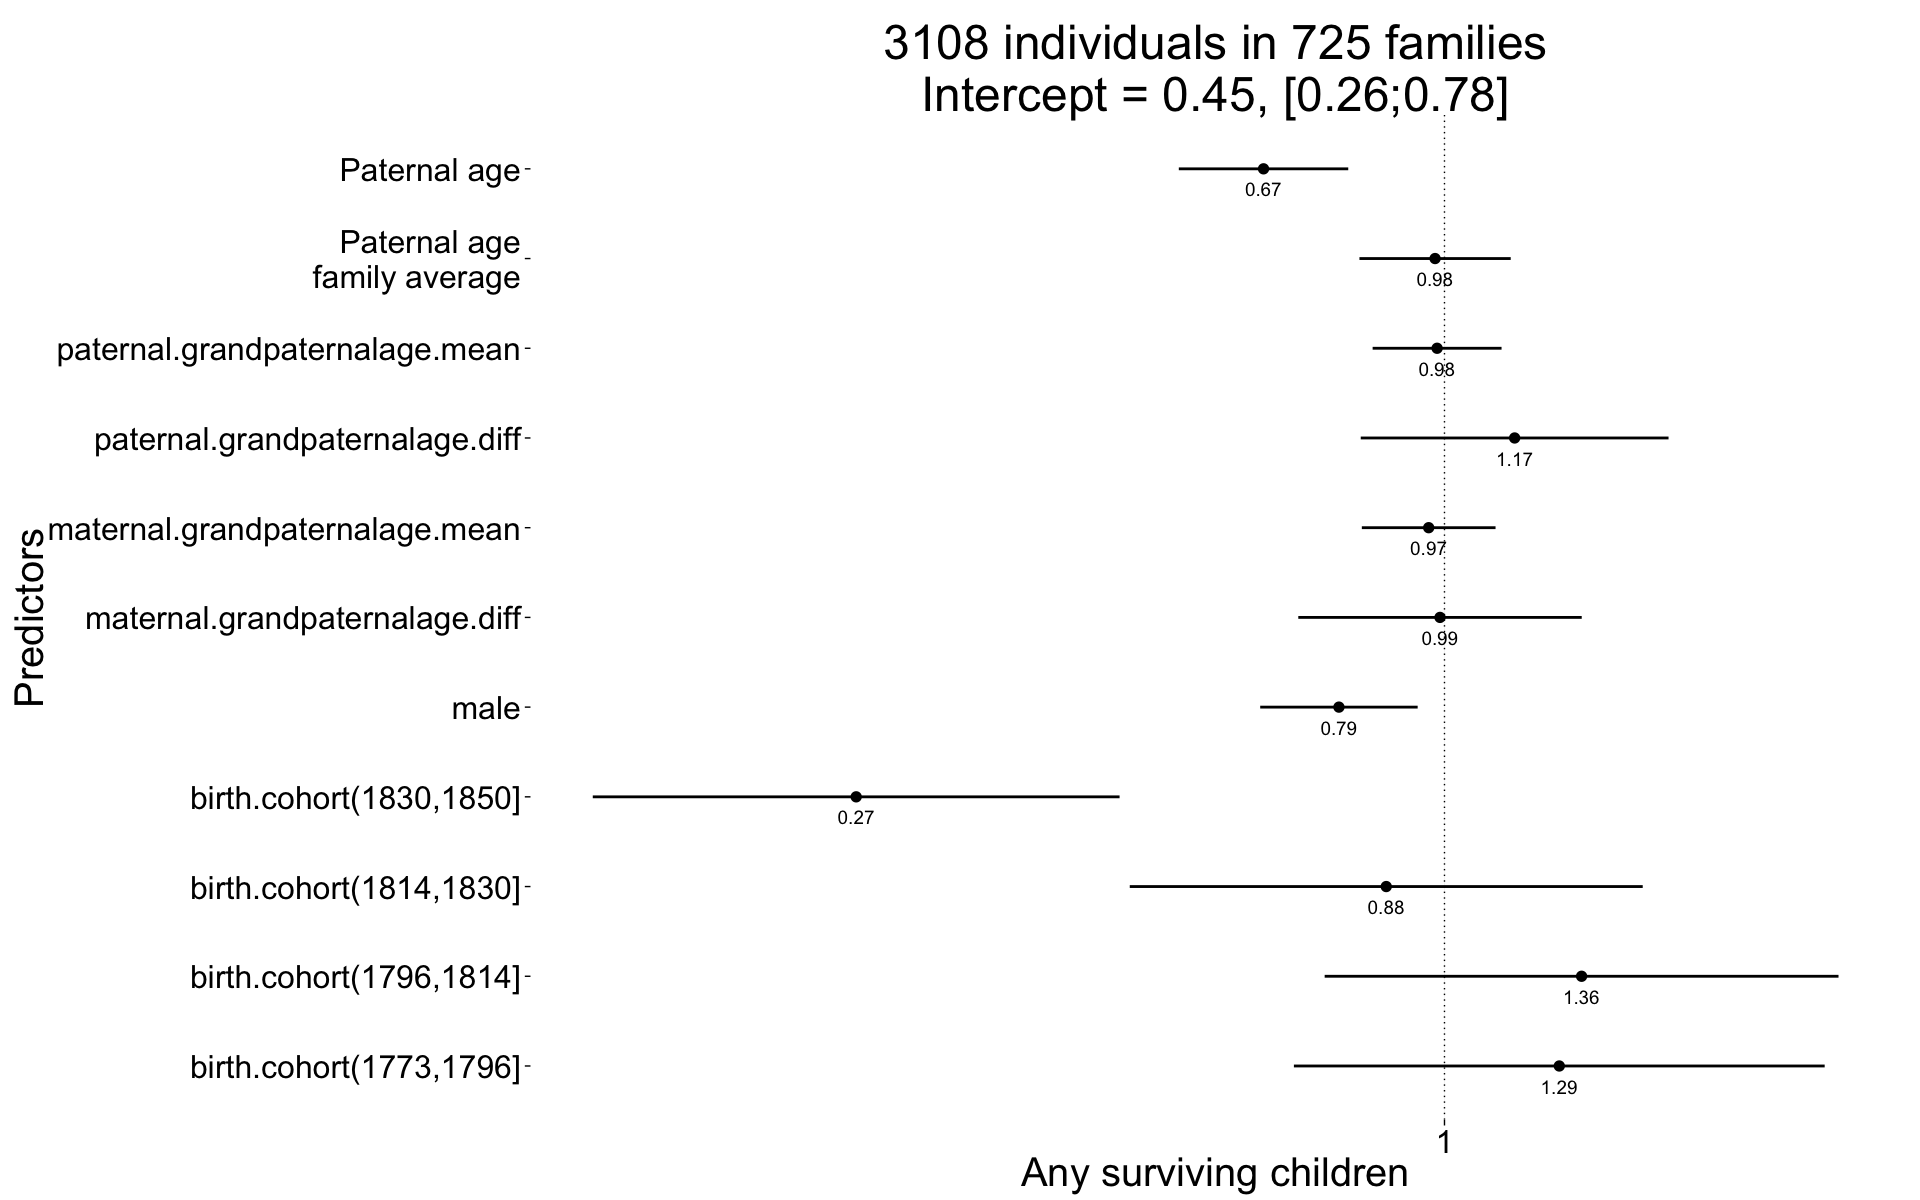 3108 individuals in 725 families
Intercept = 0.45, [0.26;0.78]
Paternal age
0.67
Paternal age
family average
0.98
paternal.grandpaternalage.mean
0.98
paternal.grandpaternalage.diff
1.17
maternal.grandpaternalage.mean
0.97
maternal.grandpaternalage.diff
0.99
male
0.79
birth.cohort(1830,1850]
0.27
birth.cohort(1814,1830]
0.88
birth.cohort(1796,1814]
1.36
birth.cohort(1773,1796]
1.29
Predictors
1
Any surviving children